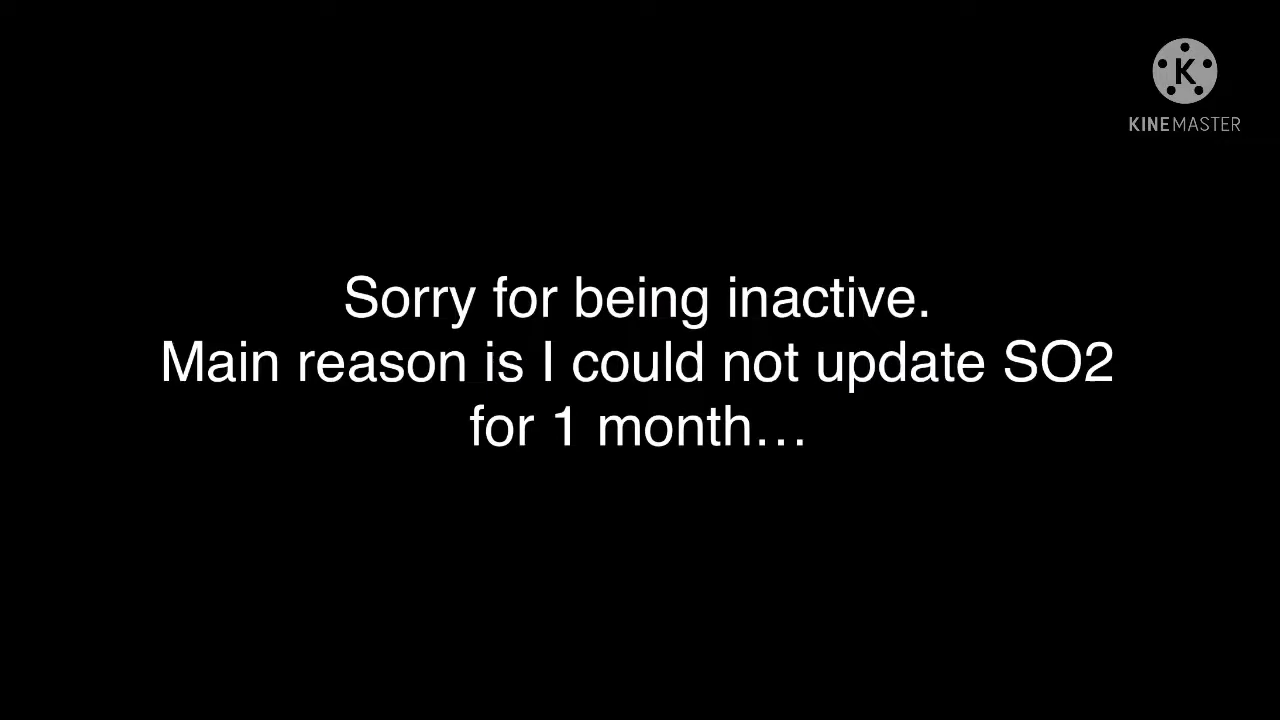 K
KINEMASTER
Sorry for being inactive.
Main reason is I could not update SO2
for 1 month…